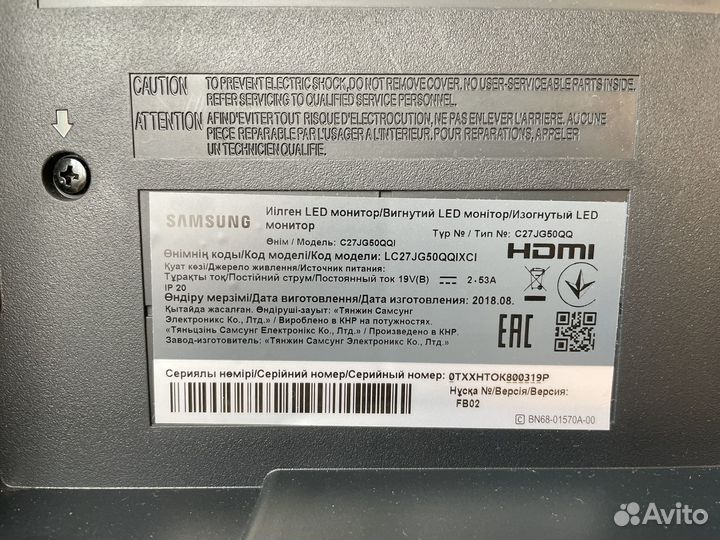 CAUTION TO PREVENT ELECTRIC SHOCK, DO NOT REMOVE COVER. NO USER-SERVICEABLE PARTS INSIDE.
REFER SERVICING TO QUALIFIED SERVICE PERSONNEL.
ATTENTION AFIN D'EVITER TOUT RISQUE D'ELECTROCUTION, NE PAS ENLEVER L'ARRIERE. AUCUNE
PIECE REPARABLE PAR L'USAGER A L'INTERIEUR. POUR REPARATIONS, APPELER
UN TECHNICIEN QUALIFIE.
SAMSUNG
Иілген LED монитор/Вигнутий LED монітор/Изогнутый LED
монитор
Түр № / Тип №: C27JG50QQ
Өнім / Модель: C27JG50QQI
Өнімнің коды/Код моделі/Код модели: LC27JG50QQIXCI
HDMI
Қуат көзі/Джерело живлення/Источник питания:
Тұрақты ток/Постійний струм/Постоянный ток 19V(В) 2.53A
IP 20
Өндіру мерзімі/Дата виготовлення/Дата изготовления: 2018.08.
Қытайда жасалған. Өндіруші-зауыт: «Тянжин Самсунг
Электроникс Ко., Лтд.» / Вироблено в КНР на потужностях.
«Тяньцзінь Самсунг Електронікс Ко., Лтд.» / Произведено в КНР.
Завод-изготовитель: «Тянжин Самсунг Электроникс Ко., Лтд.»
EAC
Сериялы нөмірі/Серійний номер/Серийный номер: 0TXXHTOK800319P
Нұсқа №/Версія/Версия:
FB02
C BN68-01570A-00
Avito